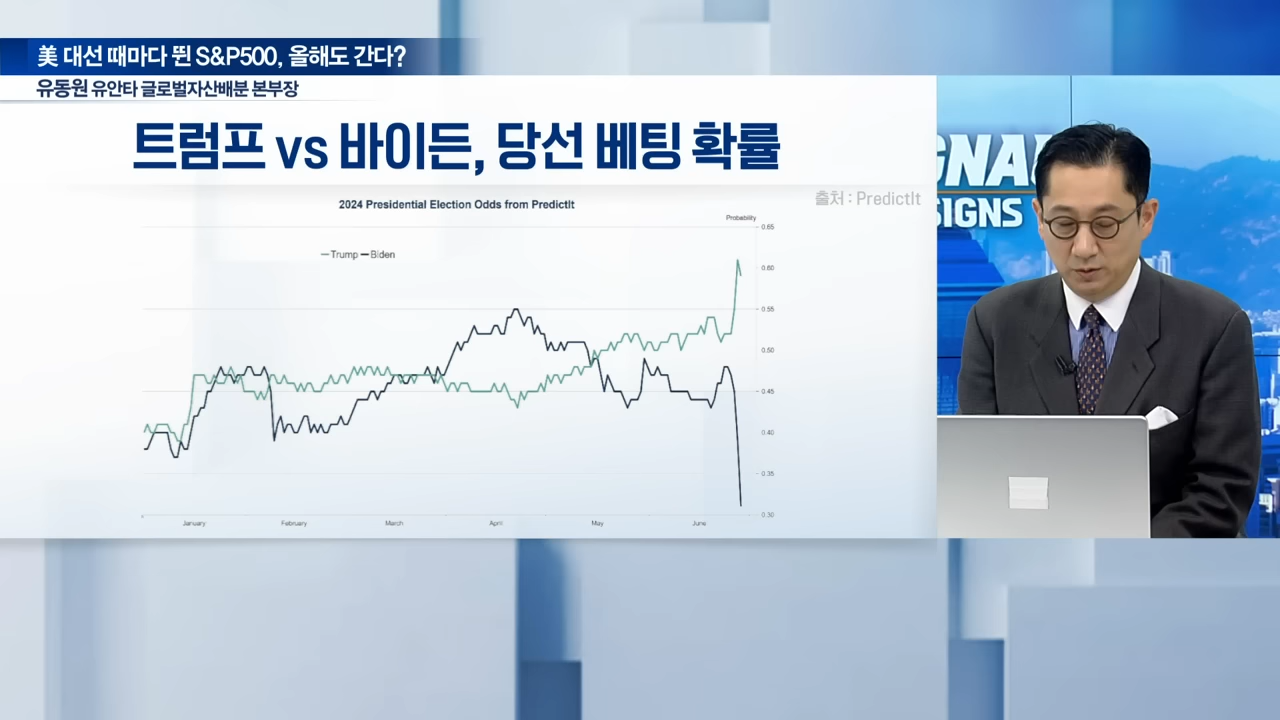 美 대선 때마다 뛴 S&P500, 올해도 간다?
유동원 유안타 글로벌자산배분 본부장
트럼프 vs 바이든, 당선 베팅 확률
출처 : PredictIt
2024 Presidential Election Odds from PredictIt
Probability
Trump Biden
0.65
0.60
0.55
0.50
0.45
0.40
0.35
0.30
January February March April May June
SIGNS